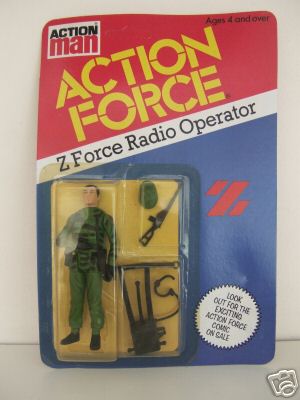 ACTION
man
Ages 4 and over
ACTION
FORCE
Z Force Radio Operator
Z
LOOK
OUT FOR THE
EXCITING
ACTION FORCE
COMIC
ON SALE
eBay